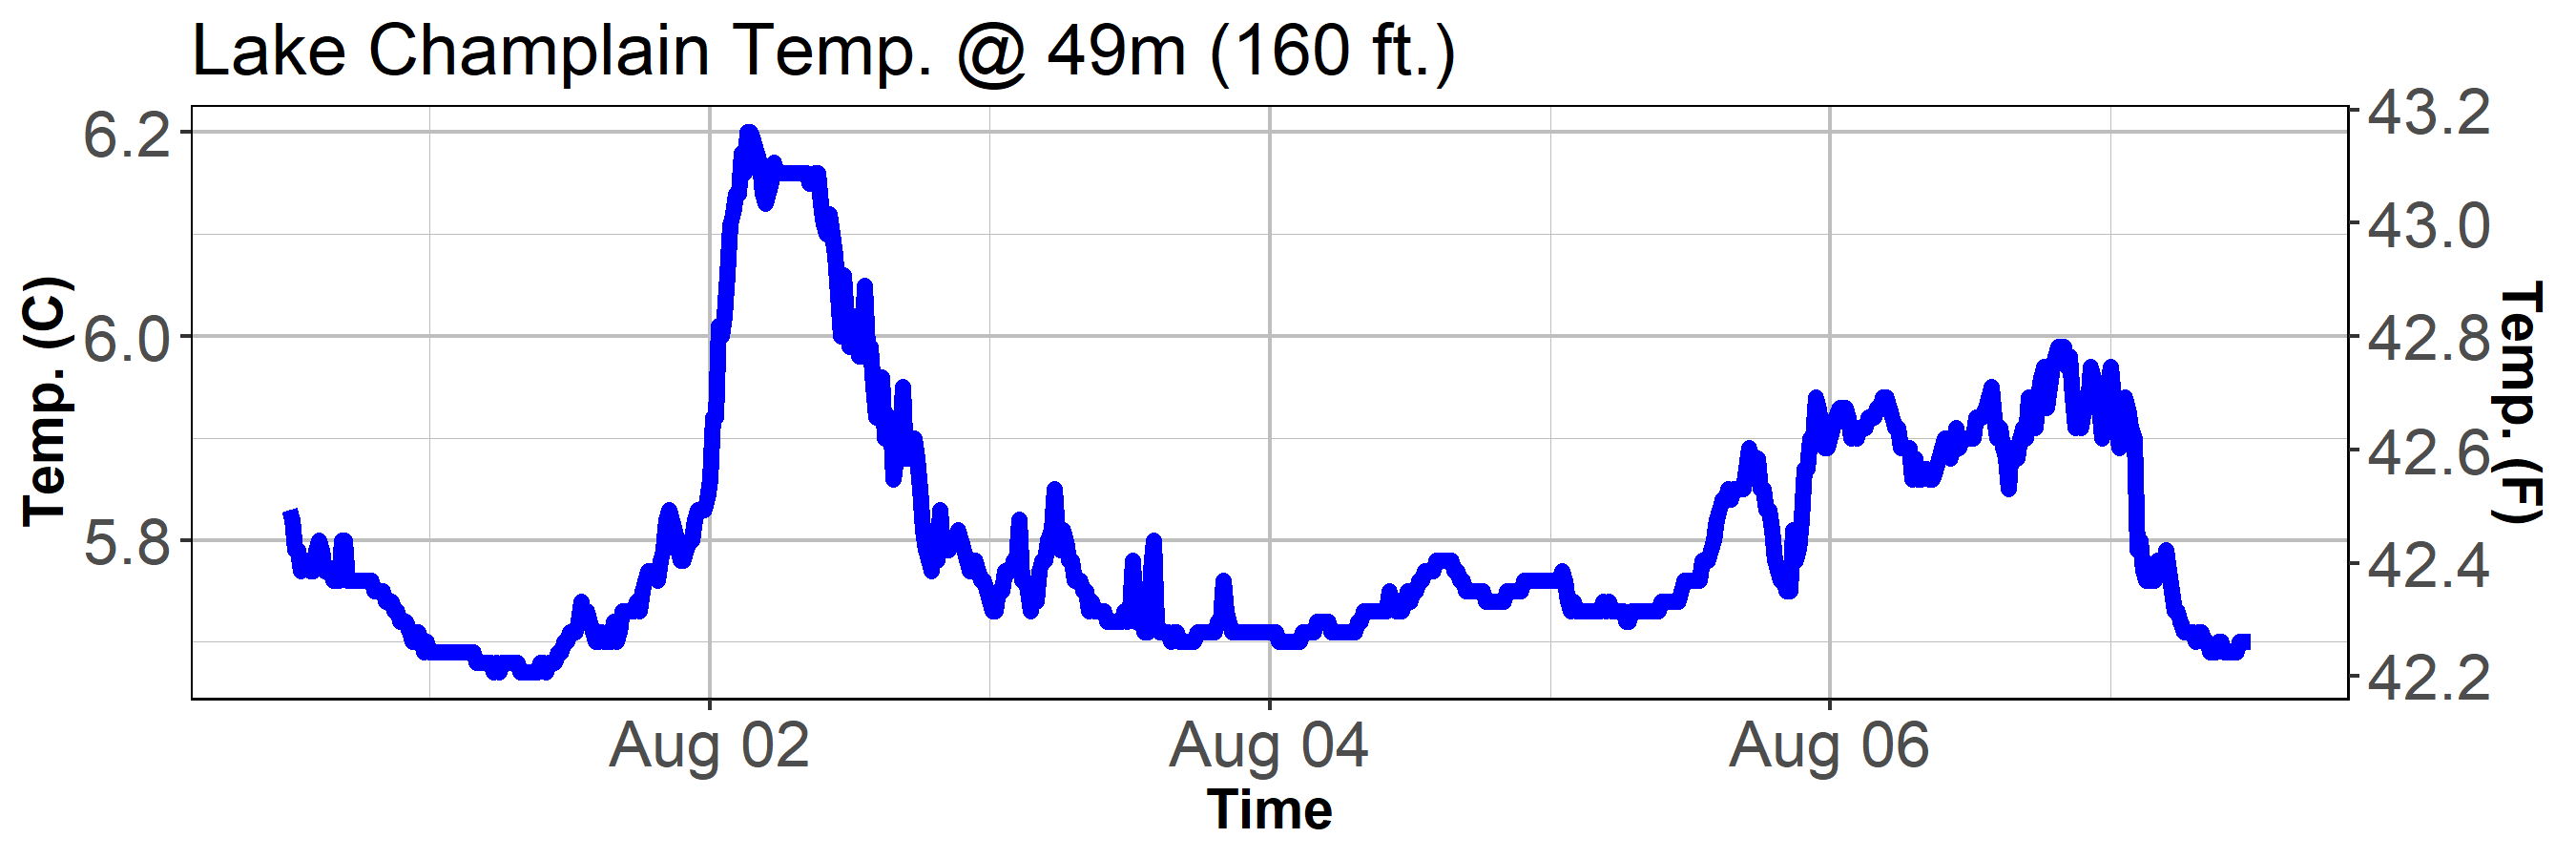 Lake Champlain Temp. @ 49m (160 ft.)
6.2
6.0
5.8
Temp. (C)
43.2
43.0
42.8
42.6
42.4
42.2
Temp. (F)
Aug 02
Aug 04
Aug 06
Time